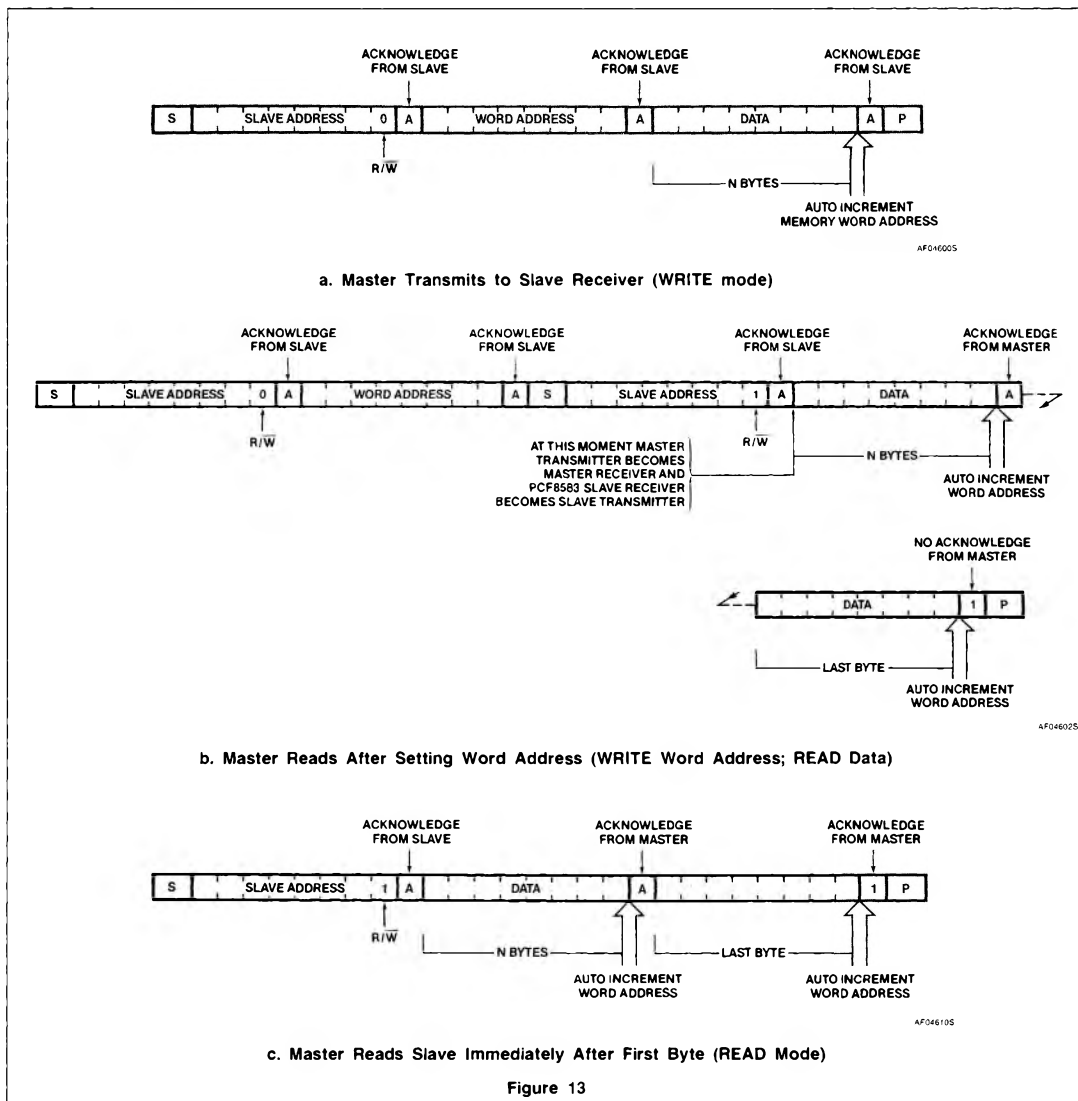 ACKNOWLEDGE
FROM SLAVE
ACKNOWLEDGE
FROM SLAVE
ACKNOWLEDGE
FROM SLAVE
S SLAVE ADDRESS 0 A WORD ADDRESS A DATA A P
R/W̅
N BYTES
AUTO INCREMENT
MEMORY WORD ADDRESS
AF04600S
a. Master Transmits to Slave Receiver (WRITE mode)
ACKNOWLEDGE
FROM SLAVE
ACKNOWLEDGE
FROM SLAVE
ACKNOWLEDGE
FROM SLAVE
ACKNOWLEDGE
FROM MASTER
S SLAVE ADDRESS 0 A WORD ADDRESS A S SLAVE ADDRESS 1 A DATA A
R/W̅
R/W̅
AT THIS MOMENT MASTER
TRANSMITTER BECOMES
MASTER RECEIVER AND
PCF8583 SLAVE RECEIVER
BECOMES SLAVE TRANSMITTER
N BYTES
AUTO INCREMENT
WORD ADDRESS
NO ACKNOWLEDGE
FROM MASTER
DATA 1 P
LAST BYTE
AUTO INCREMENT
WORD ADDRESS
AF04602S
b. Master Reads After Setting Word Address (WRITE Word Address; READ Data)
ACKNOWLEDGE
FROM SLAVE
ACKNOWLEDGE
FROM MASTER
ACKNOWLEDGE
FROM MASTER
S SLAVE ADDRESS 1 A DATA A 1 P
R/W̅
N BYTES
LAST BYTE
AUTO INCREMENT
WORD ADDRESS
AUTO INCREMENT
WORD ADDRESS
AF04610S
c. Master Reads Slave Immediately After First Byte (READ Mode)
Figure 13